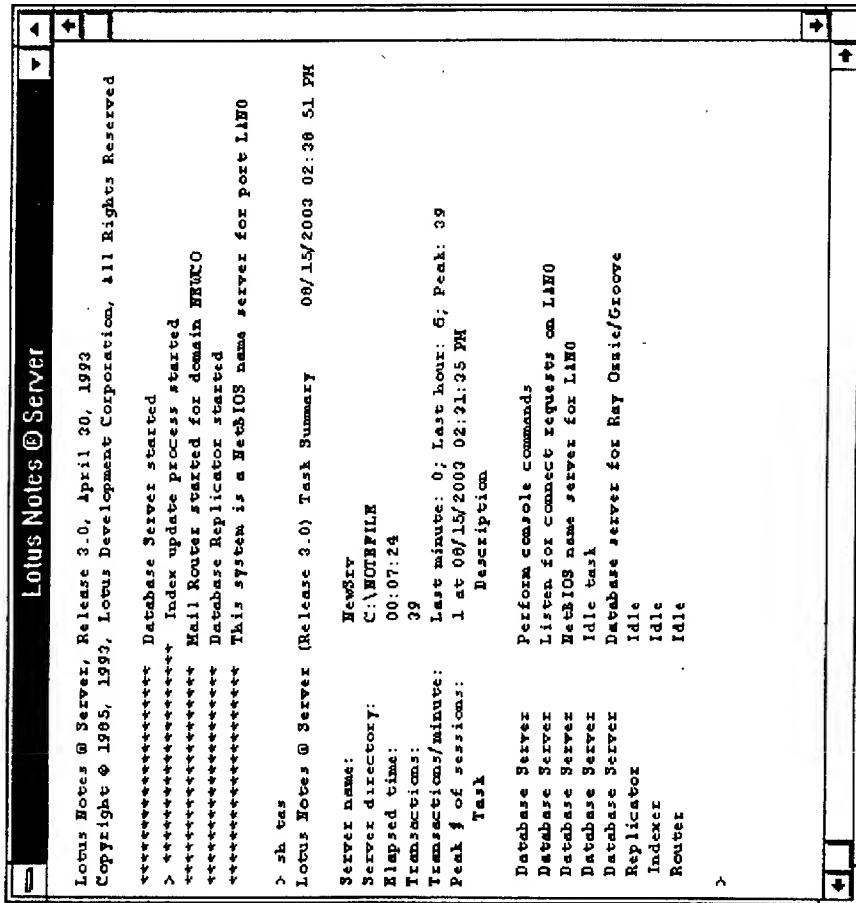 Lotus Notes ® Server
Lotus Notes ® Server, Release 3.0, April 30, 1993
Copyright © 1985, 1993, Lotus Development Corporation, All Rights Reserved
******************** Database Server started
> ******************** Index update process started
******************** Mail Router started for domain NEWCO
******************** Database Replicator started
******************** This system is a NetBIOS name server for port LAN0
> sh tas
Lotus Notes ® Server (Release 3.0) Task Summary 08/15/2003 02:38 51 PM
Server name: NewSrv
Server directory: C:\NOTEFILE
Elapsed time: 00:07:24
Transactions: 39
Transactions/minute: Last minute: 0; Last hour: 6; Peak: 39
Peak # of sessions: 1 at 08/15/2003 02:31:35 PM
Task Description
Database Server Perform console commands
Database Server Listen for connect requests on LAN0
Database Server NetBIOS name server for LAN0
Database Server Idle task
Database Server Database server for Ray Ozzie/Groove
Replicator Idle
Indexer Idle
Router Idle
>